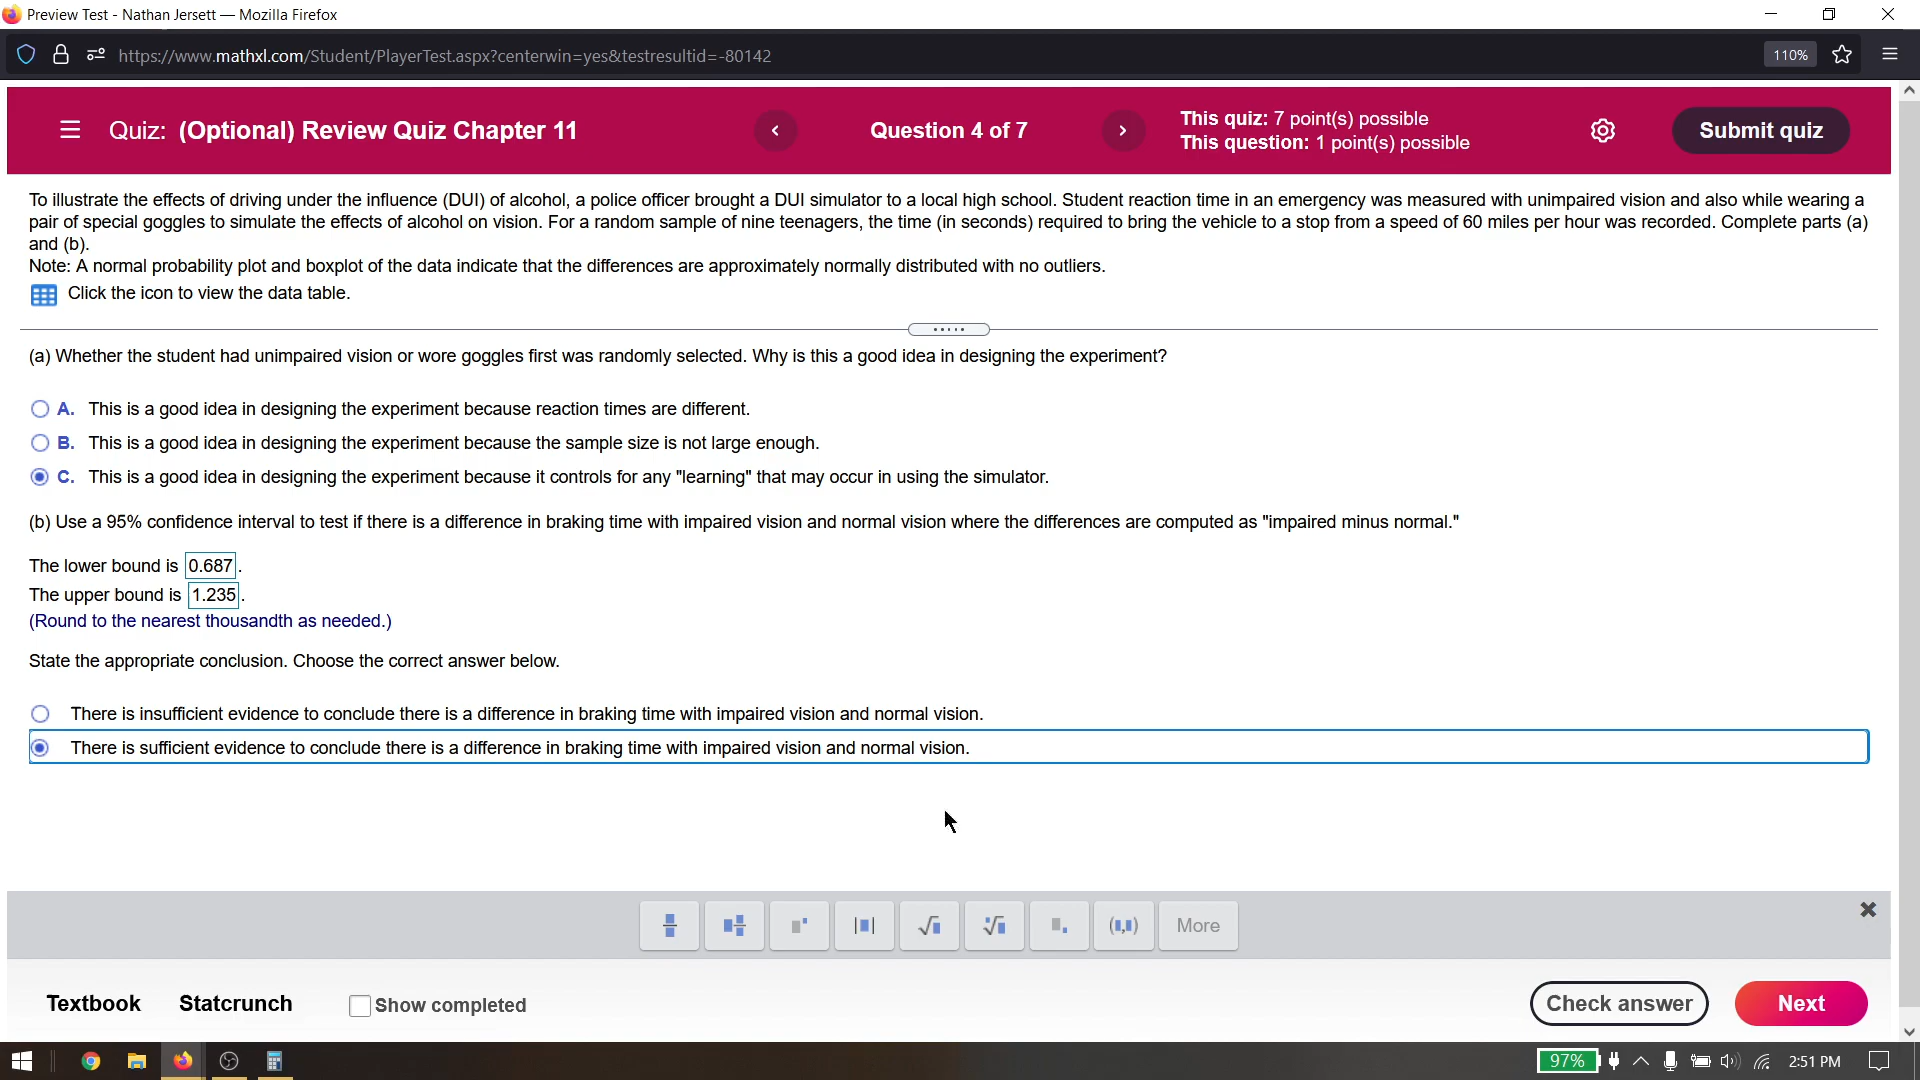 Preview Test - Nathan Jersett — Mozilla Firefox
https://www.mathxl.com/Student/PlayerTest.aspx?centerwin=yes&testresultid=-80142
110%
Quiz: (Optional) Review Quiz Chapter 11
Question 4 of 7
This quiz: 7 point(s) possible
This question: 1 point(s) possible
Submit quiz
To illustrate the effects of driving under the influence (DUI) of alcohol, a police officer brought a DUI simulator to a local high school. Student reaction time in an emergency was measured with unimpaired vision and also while wearing a
pair of special goggles to simulate the effects of alcohol on vision. For a random sample of nine teenagers, the time (in seconds) required to bring the vehicle to a stop from a speed of 60 miles per hour was recorded. Complete parts (a)
and (b).
Note: A normal probability plot and boxplot of the data indicate that the differences are approximately normally distributed with no outliers.
Click the icon to view the data table.
(a) Whether the student had unimpaired vision or wore goggles first was randomly selected. Why is this a good idea in designing the experiment?
A. This is a good idea in designing the experiment because reaction times are different.
B. This is a good idea in designing the experiment because the sample size is not large enough.
C. This is a good idea in designing the experiment because it controls for any "learning" that may occur in using the simulator.
(b) Use a 95% confidence interval to test if there is a difference in braking time with impaired vision and normal vision where the differences are computed as "impaired minus normal."
The lower bound is 0.687.
The upper bound is 1.235.
(Round to the nearest thousandth as needed.)
State the appropriate conclusion. Choose the correct answer below.
There is insufficient evidence to conclude there is a difference in braking time with impaired vision and normal vision.
There is sufficient evidence to conclude there is a difference in braking time with impaired vision and normal vision.
More
Textbook
Statcrunch
Show completed
Check answer
Next
97%
2:51 PM